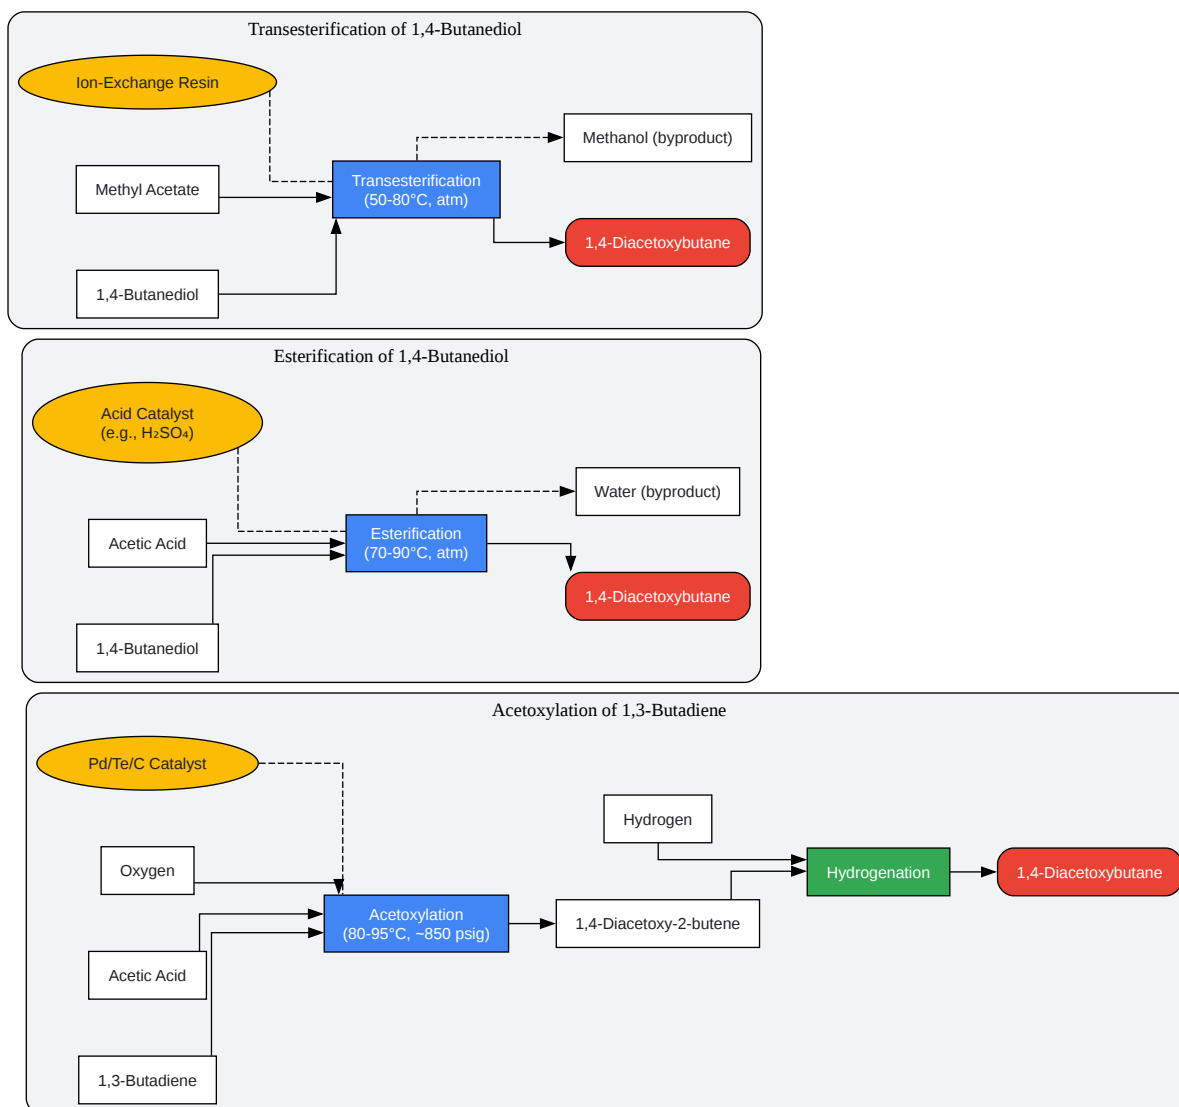 Transesterification of 1,4-Butanediol
Ion-Exchange Resin
Methanol (byproduct)
Methyl Acetate
Transesterification
(50-80°C, atm)
1,4-Diacetoxybutane
1,4-Butanediol
Esterification of 1,4-Butanediol
Acid Catalyst
(e.g., H₂SO₄)
Water (byproduct)
Acetic Acid
Esterification
(70-90°C, atm)
1,4-Diacetoxybutane
1,4-Butanediol
Acetoxylation of 1,3-Butadiene
Pd/Te/C Catalyst
Hydrogen
Oxygen
Hydrogenation
1,4-Diacetoxybutane
Acetoxylation
(80-95°C, ~850 psig)
1,4-Diacetoxy-2-butene
Acetic Acid
1,3-Butadiene